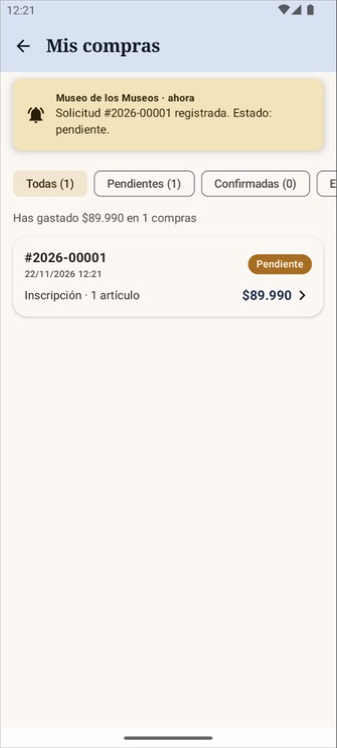 12:21
Mis compras
Museo de los Museos · ahora
Solicitud #2026-00001 registrada. Estado:
pendiente.
Todas (1)
Pendientes (1)
Confirmadas (0)
E
Has gastado $89.990 en 1 compras
#2026-00001
22/11/2026 12:21
Pendiente
Inscripción · 1 artículo
$89.990